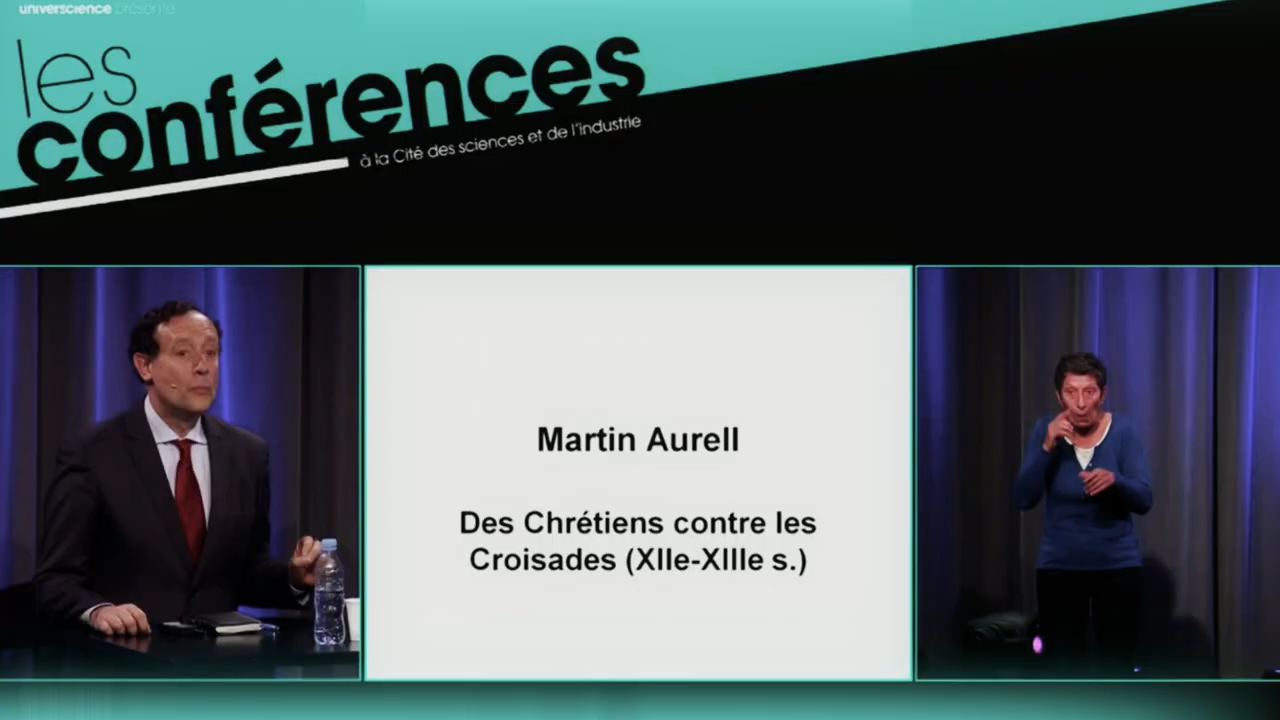 universcience présente
les
conférences
à la Cité des sciences et de l'industrie
Martin Aurell
Des Chrétiens contre les
Croisades (XIIe-XIIIe s.)